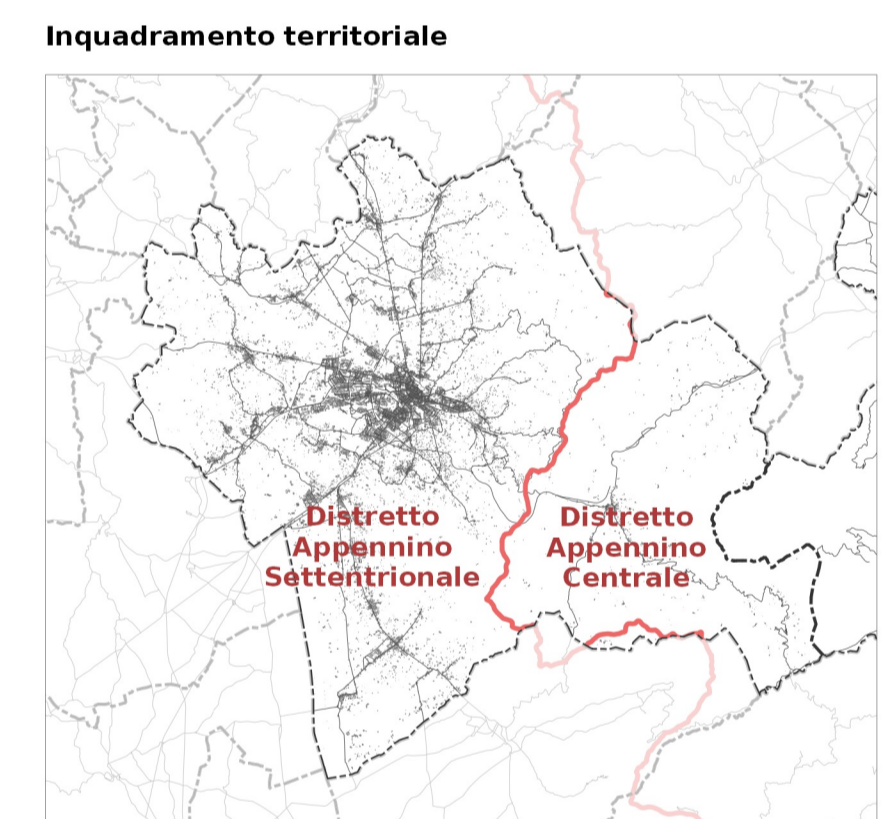 Inquadramento territoriale
Distretto
Appennino
Settentrionale
Distretto
Appennino
Centrale